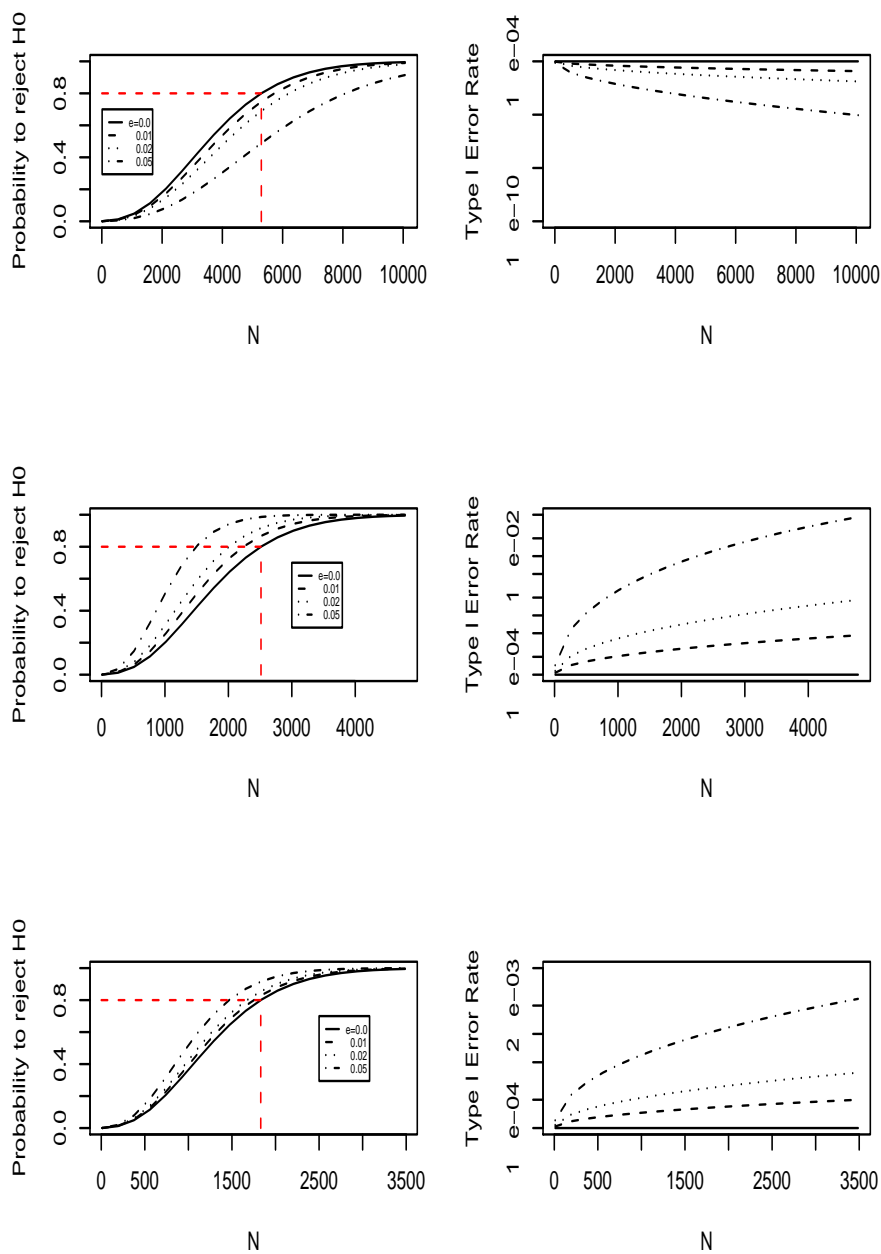 Probability to reject H0
0.0
0.4
0.8
e=0.0
0.01
0.02
0.05
0
2000
4000
6000
8000
10000
N
Type I Error Rate
1 e−10
1 e−04
0
2000
4000
6000
8000
10000
N
Probability to reject H0
0.0
0.4
0.8
e=0.0
0.01
0.02
0.05
0
1000
2000
3000
4000
N
Type I Error Rate
1 e−04
1 e−02
0
1000
2000
3000
4000
N
Probability to reject H0
0.0
0.4
0.8
e=0.0
0.01
0.02
0.05
0
500
1500
2500
3500
N
Type I Error Rate
1 e−04
2 e−03
0
500
1500
2500
3500
N